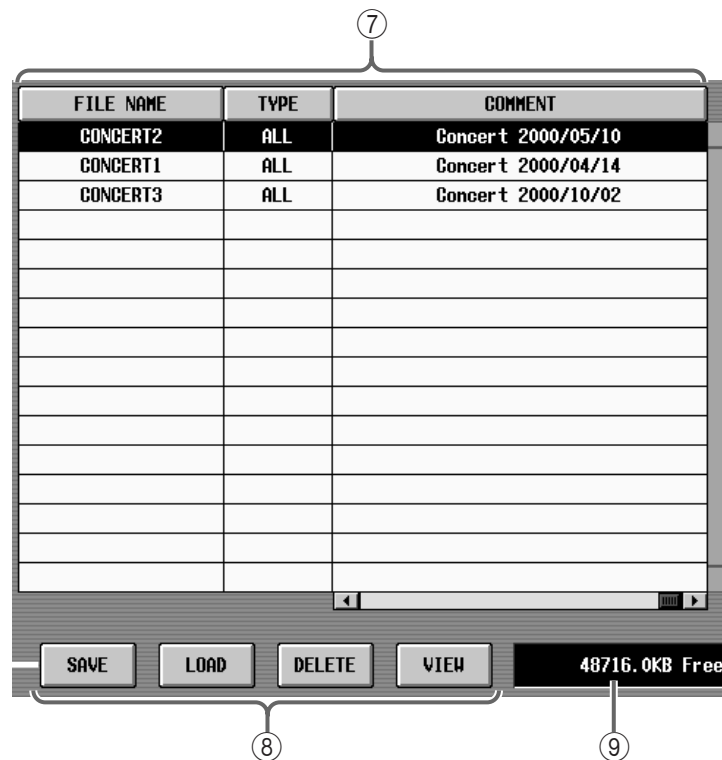 ⑦
FILE NAME TYPE COMMENT
CONCERT2 ALL Concert 2000/05/10
CONCERT1 ALL Concert 2000/04/14
CONCERT3 ALL Concert 2000/10/02
SAVE LOAD DELETE VIEW 48716.0KB Free
⑧ ⑨